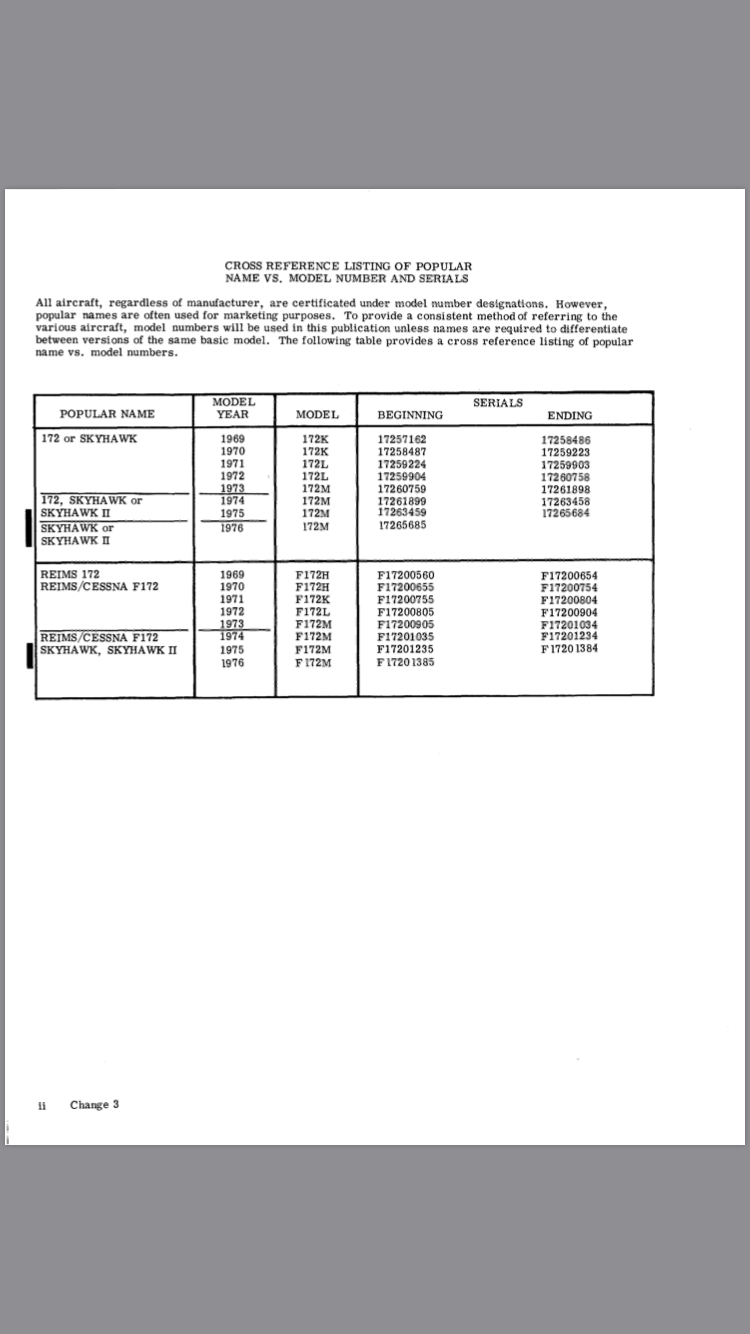 CROSS REFERENCE LISTING OF POPULAR
NAME VS. MODEL NUMBER AND SERIALS
All aircraft, regardless of manufacturer, are certificated under model number designations. However,
popular names are often used for marketing purposes. To provide a consistent method of referring to the
various aircraft, model numbers will be used in this publication unless names are required to differentiate
between versions of the same basic model. The following table provides a cross reference listing of popular
name vs. model numbers.
POPULAR NAME MODEL YEAR MODEL SERIALS BEGINNING ENDING
172 or SKYHAWK 1969 172K 17257162 17258486
1970 172K 17258487 17259223
1971 172L 17259224 17259903
1972 172L 17259904 17260758
1973 172M 17260759 17261898
172, SKYHAWK or 1974 172M 17261899 17263458
SKYHAWK II 1975 172M 17263459 17265684
SKYHAWK or 1976 172M 17265685
SKYHAWK II
REIMS 172 1969 F172H F17200560 F17200654
REIMS/CESSNA F172 1970 F172H F17200655 F17200754
1971 F172K F17200755 F17200804
1972 F172L F17200805 F17200904
1973 F172M F17200905 F17201034
REIMS/CESSNA F172 1974 F172M F17201035 F17201234
SKYHAWK, SKYHAWK II 1975 F172M F17201235 F17201384
1976 F172M F17201385
ii Change 3